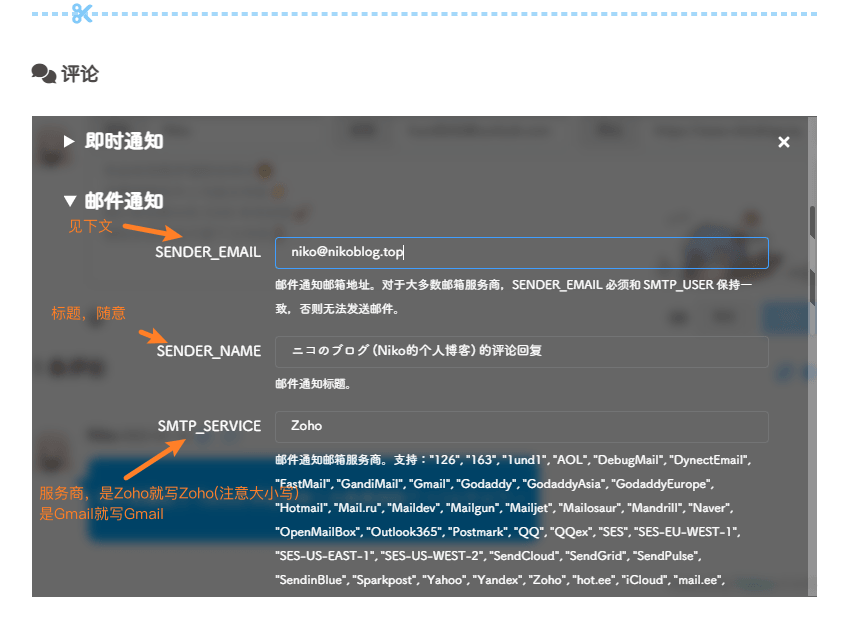 评论
即时通知
邮件通知
见下文
SENDER_EMAIL
niko@nikoblog.top
邮件通知邮箱地址。对于大多数邮箱服务商，SENDER_EMAIL 必须和 SMTP_USER 保持一
致，否则无法发送邮件。
标题，随意
SENDER_NAME
ニコのブログ (Niko的个人博客) 的评论回复
邮件通知标题。
SMTP_SERVICE
Zoho
邮件通知邮箱服务商。支持："126", "163", "1und1", "AOL", "DebugMail", "DynectEmail",
"FastMail", "GandiMail", "Gmail", "Godaddy", "GodaddyAsia", "GodaddyEurope",
服务商，是Zoho就写Zoho(注意大小写)
是Gmail就写Gmail
"Hotmail", "Mail.ru", "Maildev", "Mailgun", "Mailjet", "Mailosaur", "Mandrill", "Naver",
"OpenMailBox", "Outlook365", "Postmark", "QQ", "QQex", "SES", "SES-EU-WEST-1",
"SES-US-EAST-1", "SES-US-WEST-2", "SendCloud", "SendGrid", "SendPulse",
"SendinBlue", "Sparkpost", "Yahoo", "Yandex", "Zoho", "hot.ee", "iCloud", "mail.ee",